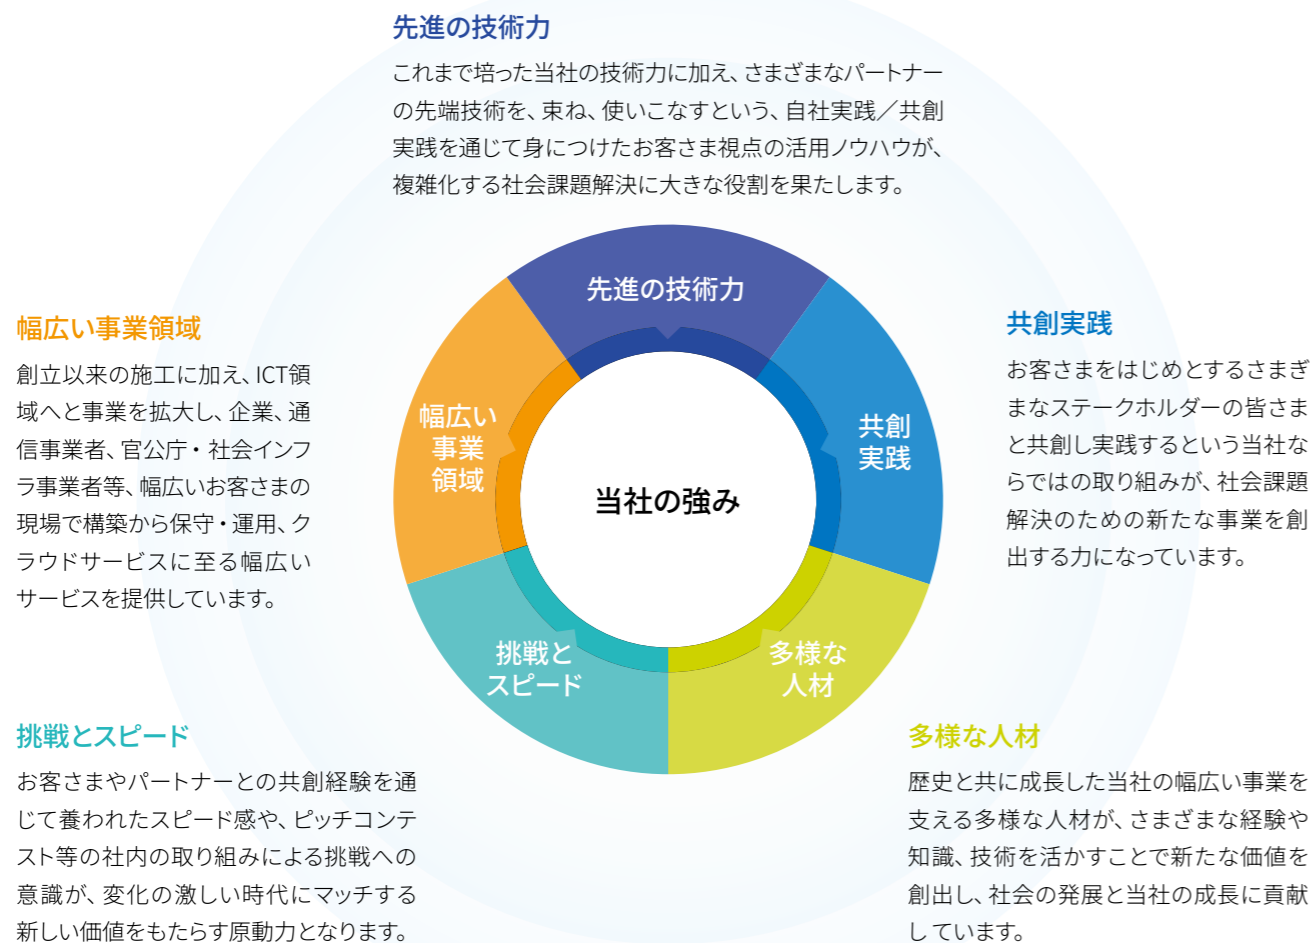 先進の技術力
これまで培った当社の技術力に加え、さまざまなパートナー
の先端技術を、束ね、使いこなすという、自社実践／共創
実践を通じて身につけたお客さま視点の活用ノウハウが、
複雑化する社会課題解決に大きな役割を果たします。
幅広い事業領域
創立以来の施工に加え、ICT領
域へと事業を拡大し、企業、通
信事業者、官公庁・社会インフ
ラ事業者等、幅広いお客さまの
現場で構築から保守・運用、ク
ラウドサービスに至る幅広い
サービスを提供しています。
先進の技術力
共創
実践
多様な
人材
挑戦と
スピード
幅広い
事業
領域
当社の強み
共創実践
お客さまをはじめとするさまざ
まなステークホルダーの皆さま
と共創し実践するという当社な
らではの取り組みが、社会課題
解決のための新たな事業を創
出する力になっています。
挑戦とスピード
お客さまやパートナーとの共創経験を通
じて養われたスピード感や、ピッチコンテ
スト等の社内の取り組みによる挑戦への
意識が、変化の激しい時代にマッチする
新しい価値をもたらす原動力となります。
多様な人材
歴史と共に成長した当社の幅広い事業を
支える多様な人材が、さまざまな経験や
知識、技術を活かすことで新たな価値を
創出し、社会の発展と当社の成長に貢献
しています。